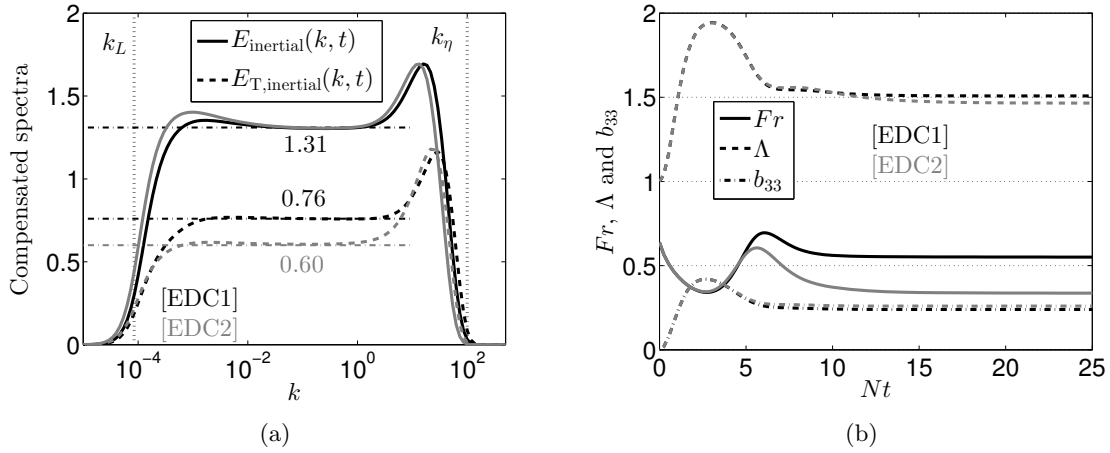 2
1.5
1
0.5
0
Compensated spectra
k_L
k_η
E_inertial(k, t)
E_T,inertial(k, t)
1.31
0.76
0.60
[EDC1]
[EDC2]
10^−4
10^−2
10^0
10^2
k
(a)
2
1.5
1
0.5
0
Fr, Λ and b_33
Fr
Λ
b_33
[EDC1]
[EDC2]
0
5
10
15
20
25
Nt
(b)